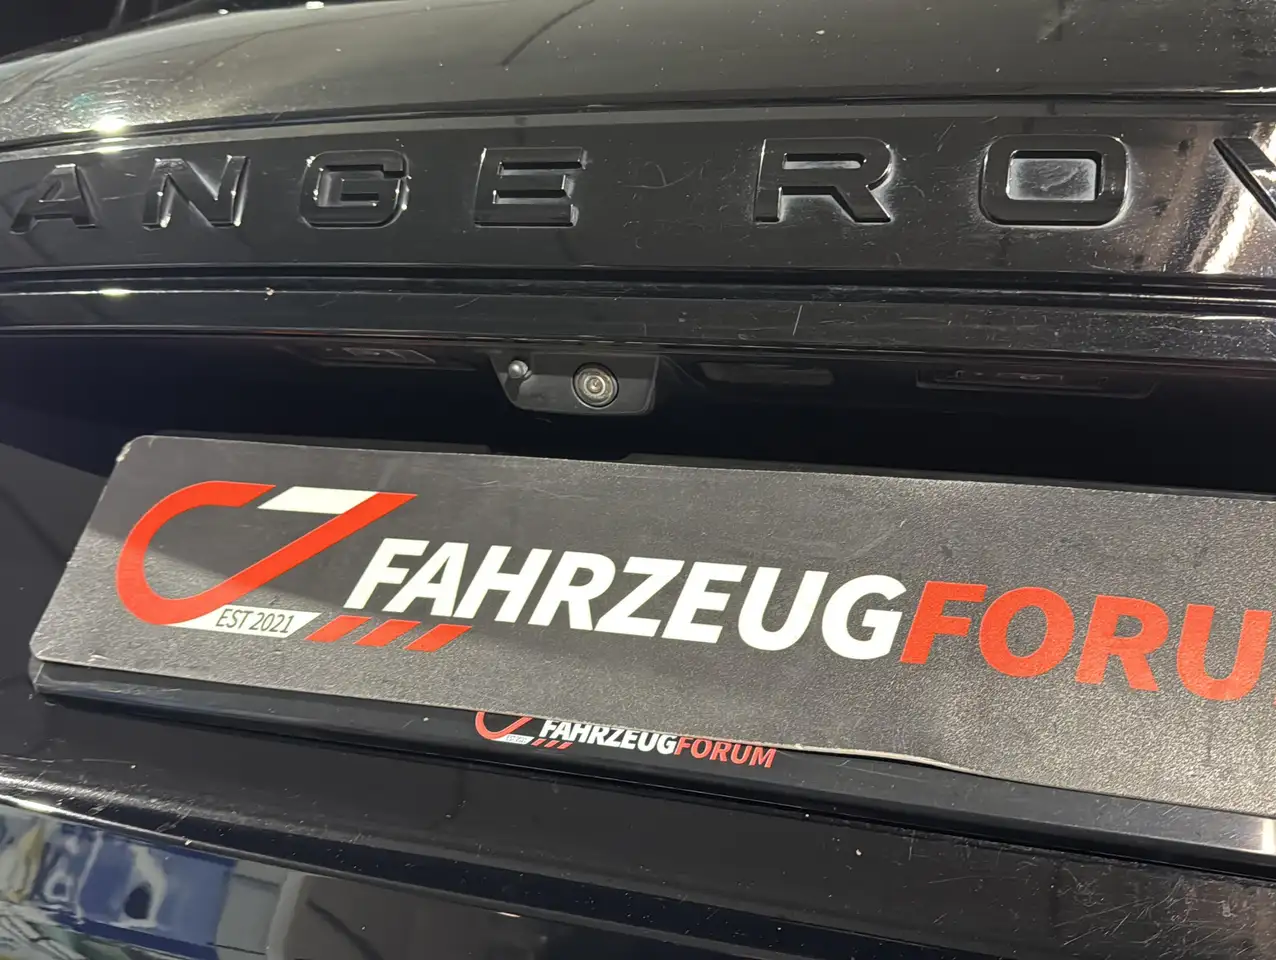 ANGE ROV
EST 2021
FAHRZEUGFORU
FAHRZEUGFORUM